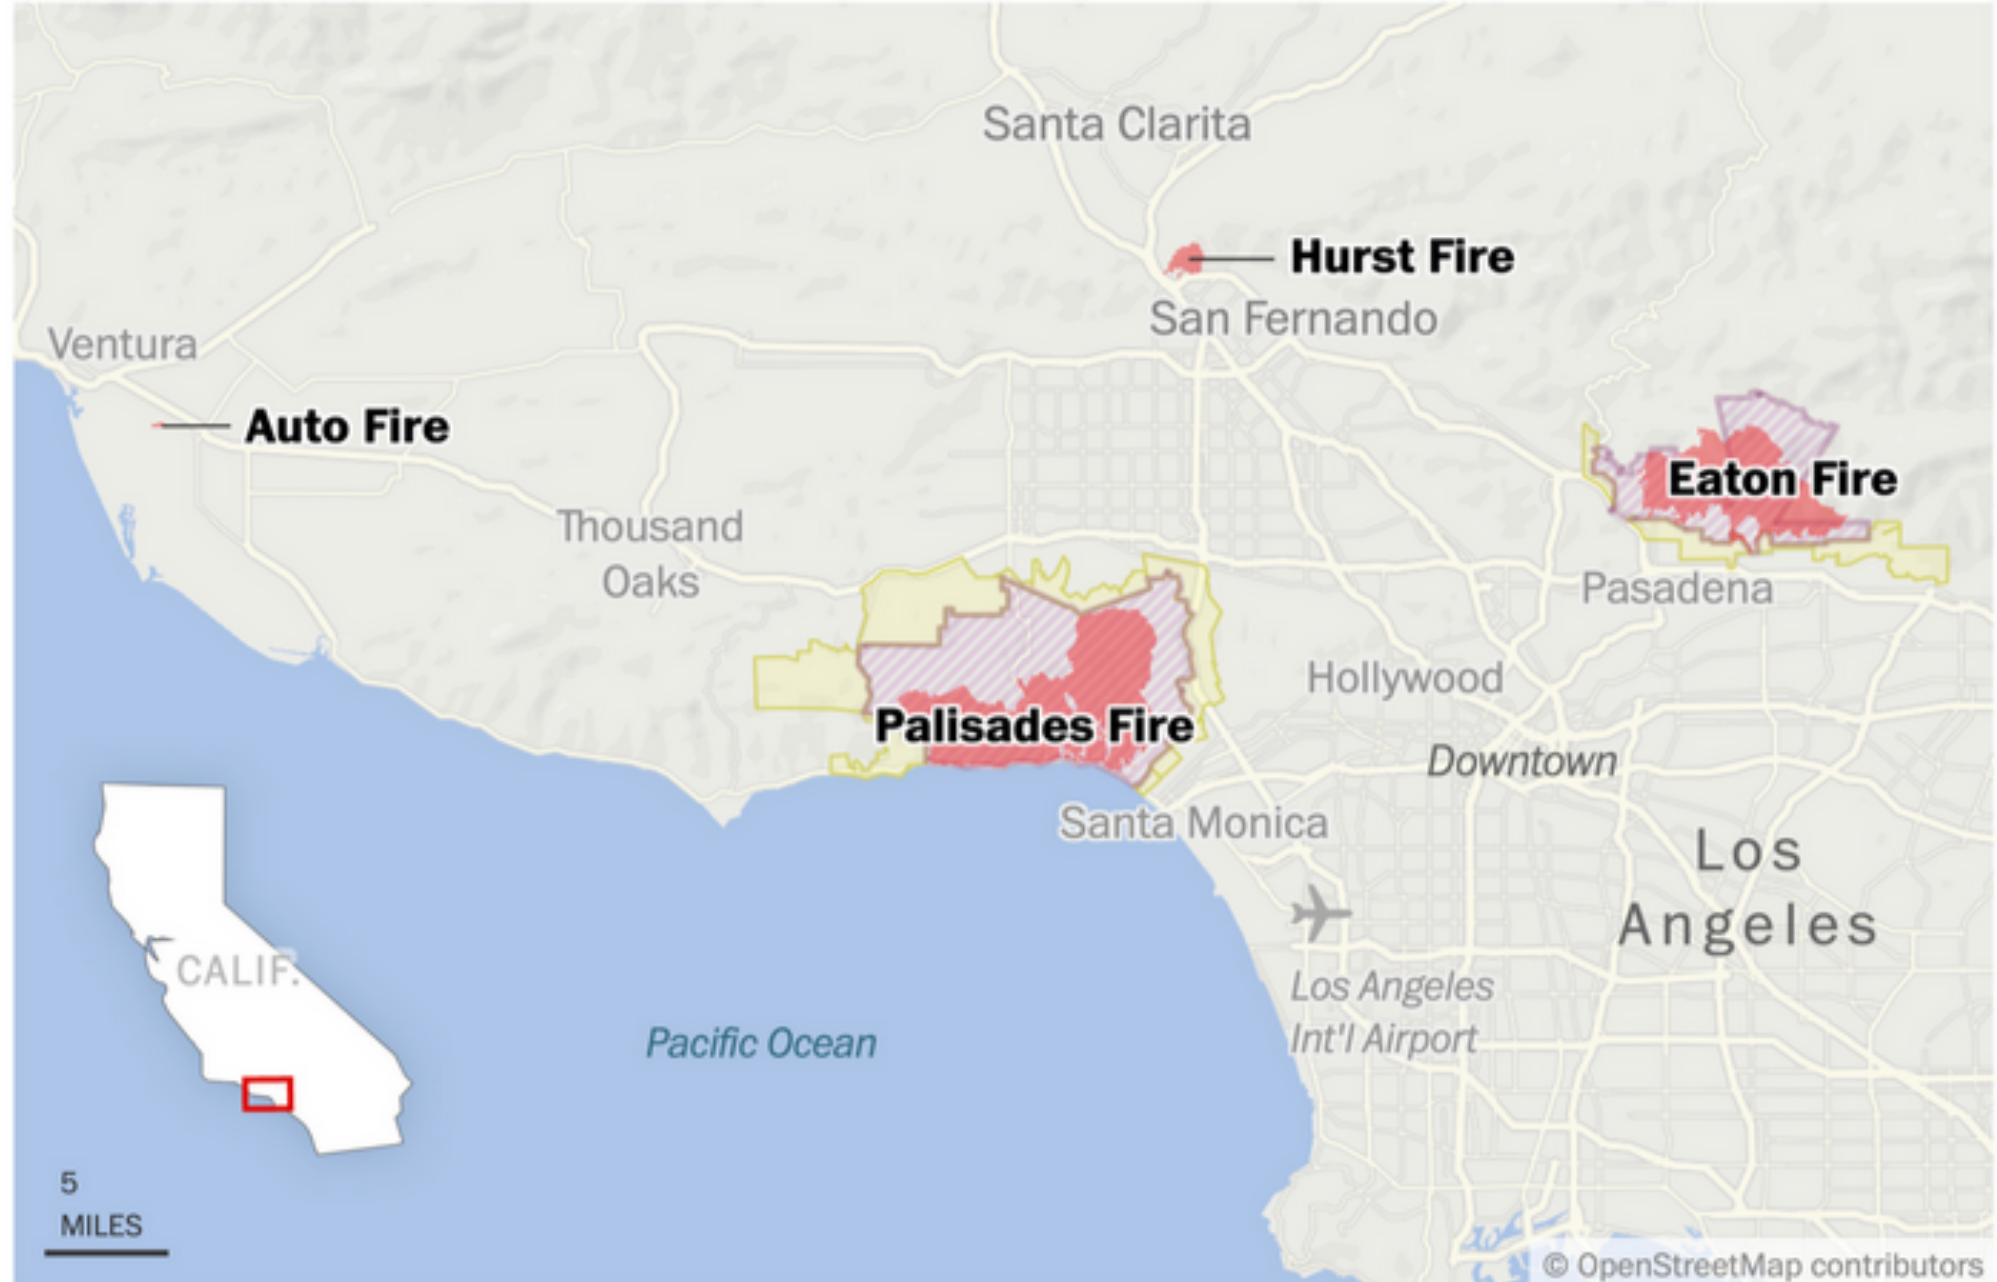 Santa Clarita
Hurst Fire
San Fernando
Ventura
Auto Fire
Eaton Fire
Thousand
Oaks
Pasadena
Hollywood
Palisades Fire
Downtown
Santa Monica
Los
Angeles
CALIF.
Los Angeles
Int'l Airport
Pacific Ocean
5
MILES
© OpenStreetMap contributors